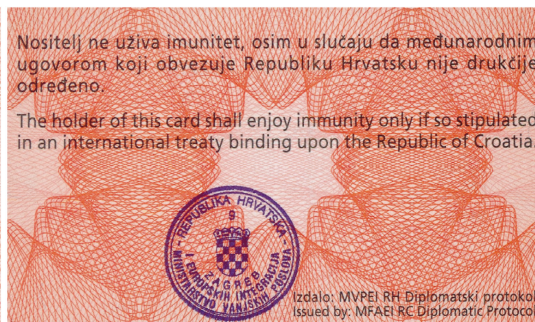 Nositelj ne uživa imunitet, osim u slučaju da međunarodnim
ugovorom koji obvezuje Republiku Hrvatsku nije drukčije
određeno.
The holder of this card shall enjoy immunity only if so stipulated
in an international treaty binding upon the Republic of Croatia.
REPUBLIKA HRVATSKA
9
ZAGREB
I EUROPSKIH INTEGRACIJA
MINISTARSTVO VANJSKIH POSLOVA
Izdalo: MVPEI RH Diplomatski protokol
Issued by: MFAEI RC Diplomatic Protocol